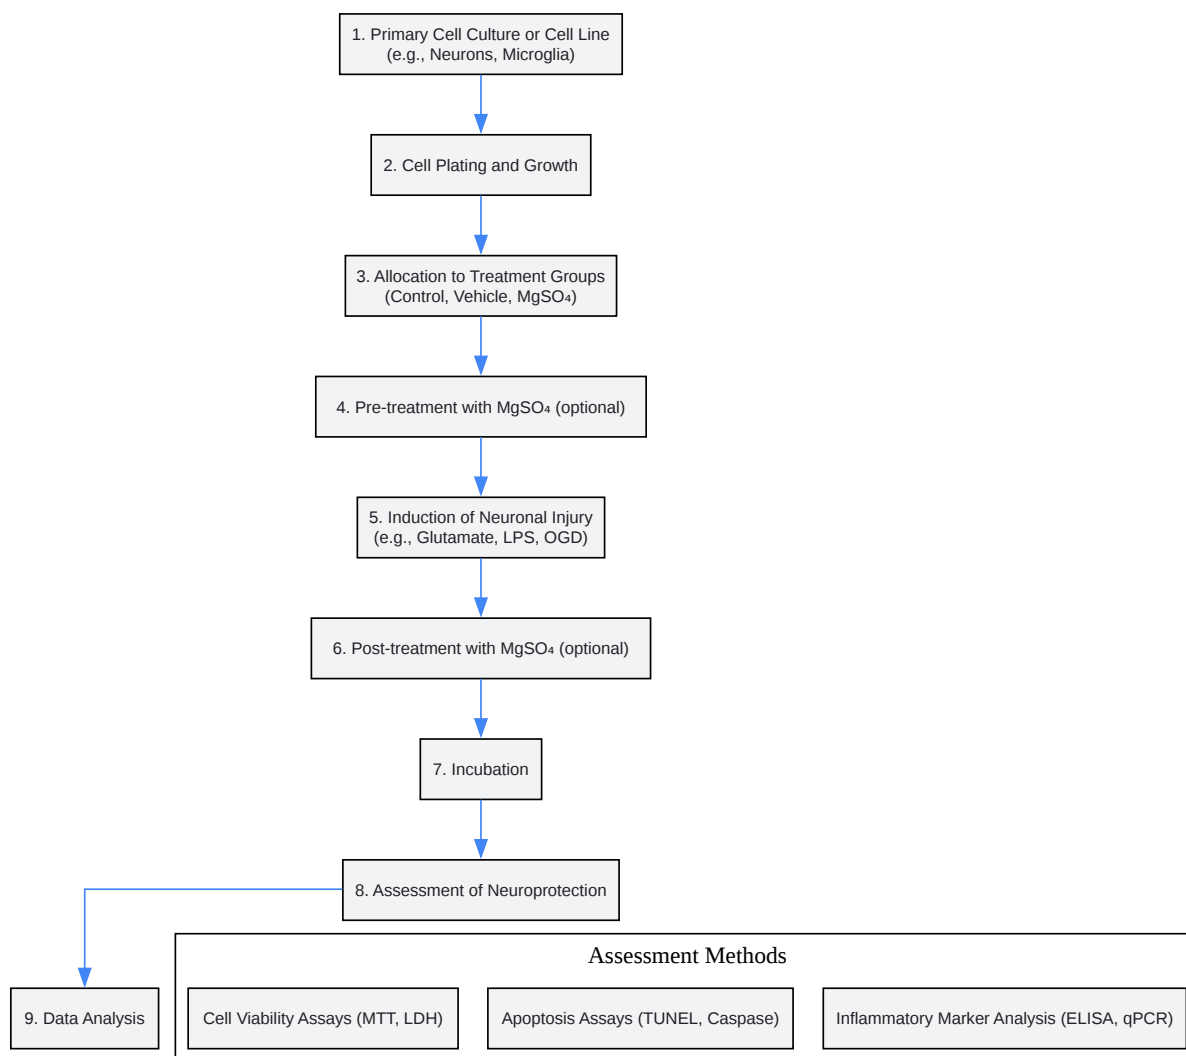 1. Primary Cell Culture or Cell Line
(e.g., Neurons, Microglia)
2. Cell Plating and Growth
3. Allocation to Treatment Groups
(Control, Vehicle, MgSO₄)
4. Pre-treatment with MgSO₄ (optional)
5. Induction of Neuronal Injury
(e.g., Glutamate, LPS, OGD)
6. Post-treatment with MgSO₄ (optional)
7. Incubation
8. Assessment of Neuroprotection
Assessment Methods
9. Data Analysis
Cell Viability Assays (MTT, LDH)
Apoptosis Assays (TUNEL, Caspase)
Inflammatory Marker Analysis (ELISA, qPCR)